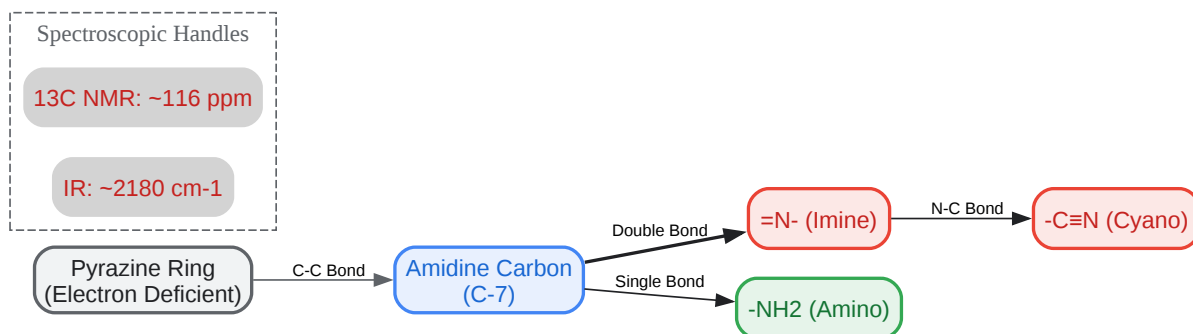 Spectroscopic Handles
13C NMR: ~116 ppm
IR: ~2180 cm-1
Pyrazine Ring
(Electron Deficient)
C-C Bond
Amidine Carbon
(C-7)
Double Bond
Single Bond
=N- (Imine)
-NH2 (Amino)
N-C Bond
-C≡N (Cyano)